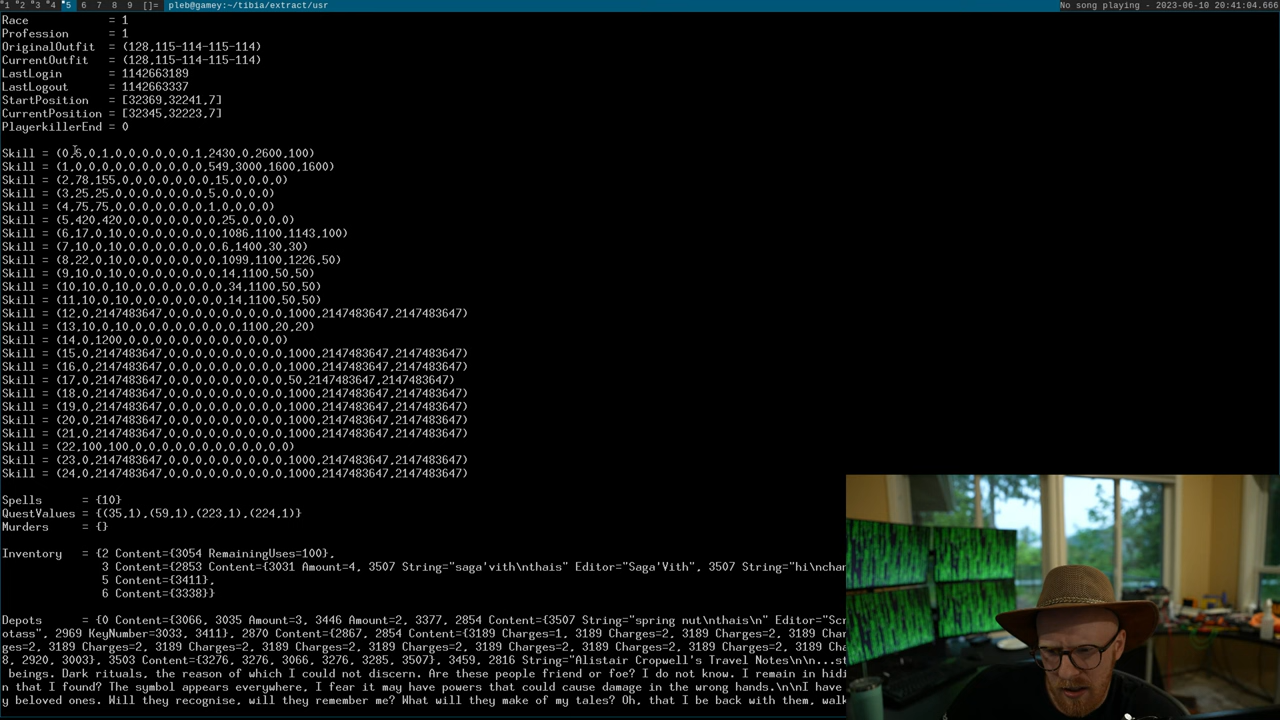 1 2 3 4 5 6 7 8 9 []= pleb@gamey:~/tibia/extract/usr No song playing - 2023-06-10 20:41:04.666
Race = 1
Profession = 1
OriginalOutfit = (128,115-114-115-114)
CurrentOutfit = (128,115-114-115-114)
LastLogin = 1142663189
LastLogout = 1142663337
StartPosition = [32369,32241,7]
CurrentPosition = [32345,32223,7]
PlayerkillerEnd = 0
Skill = (0,6,0,1,0,0,0,0,0,0,1,2430,0,2600,100)
Skill = (1,0,0,0,0,0,0,0,0,0,0,549,3000,1600,1600)
Skill = (2,78,155,0,0,0,0,0,0,0,15,0,0,0,0)
Skill = (3,25,25,0,0,0,0,0,0,0,5,0,0,0,0)
Skill = (4,75,75,0,0,0,0,0,0,0,1,0,0,0,0)
Skill = (5,420,420,0,0,0,0,0,0,0,25,0,0,0,0)
Skill = (6,17,0,10,0,0,0,0,0,0,0,1086,1100,1143,100)
Skill = (7,10,0,10,0,0,0,0,0,0,0,6,1400,30,30)
Skill = (8,22,0,10,0,0,0,0,0,0,0,1099,1100,1226,50)
Skill = (9,10,0,10,0,0,0,0,0,0,0,14,1100,50,50)
Skill = (10,10,0,10,0,0,0,0,0,0,0,34,1100,50,50)
Skill = (11,10,0,10,0,0,0,0,0,0,0,14,1100,50,50)
Skill = (12,0,2147483647,0,0,0,0,0,0,0,0,0,1000,2147483647,2147483647)
Skill = (13,10,0,10,0,0,0,0,0,0,0,0,1100,20,20)
Skill = (14,0,1200,0,0,0,0,0,0,0,0,0,0,0,0)
Skill = (15,0,2147483647,0,0,0,0,0,0,0,0,0,1000,2147483647,2147483647)
Skill = (16,0,2147483647,0,0,0,0,0,0,0,0,0,1000,2147483647,2147483647)
Skill = (17,0,2147483647,0,0,0,0,0,0,0,0,0,50,2147483647,2147483647)
Skill = (18,0,2147483647,0,0,0,0,0,0,0,0,0,1000,2147483647,2147483647)
Skill = (19,0,2147483647,0,0,0,0,0,0,0,0,0,1000,2147483647,2147483647)
Skill = (20,0,2147483647,0,0,0,0,0,0,0,0,0,1000,2147483647,2147483647)
Skill = (21,0,2147483647,0,0,0,0,0,0,0,0,0,1000,2147483647,2147483647)
Skill = (22,100,100,0,0,0,0,0,0,0,0,0,0,0,0)
Skill = (23,0,2147483647,0,0,0,0,0,0,0,0,0,1000,2147483647,2147483647)
Skill = (24,0,2147483647,0,0,0,0,0,0,0,0,0,1000,2147483647,2147483647)
Spells = {10}
QuestValues = {(35,1),(59,1),(223,1),(224,1)}
Murders = {}
Inventory = {2 Content={3054 RemainingUses=100},
3 Content={2853 Content={3031 Amount=4, 3507 String="saga'vith\nthais" Editor="Saga'Vith", 3507 String="hi\nchan
5 Content={3411},
6 Content={3338}}
Depots = {0 Content={3066, 3035 Amount=3, 3446 Amount=2, 3377, 2854 Content={3507 String="spring nut\nthais\n" Editor="Scr
otass", 2969 KeyNumber=3033, 3411}, 2870 Content={2867, 2854 Content={3189 Charges=1, 3189 Charges=2, 3189 Charges=2, 3189 Char
ges=2, 3189 Charges=2, 3189 Charges=2, 3189 Charges=2, 3189 Charges=2, 3189 Charges=2, 3189 Charges=2, 3189 Charges=2, 3189 Cha
8, 2920, 3003}, 3503 Content={3276, 3276, 3066, 3276, 3285, 3507}, 3459, 2816 String="Alistair Cropwell's Travel Notes\n\n...st
beings. Dark rituals, the reason of which I could not discern. Are these people friend or foe? I do not know. I remain in hidi
n that I found? The symbol appears everywhere, I fear it may have powers that could cause damage in the wrong hands.\n\nI have
y beloved ones. Will they recognise, will they remember me? What will they make of my tales? Oh, that I be back with them, walk